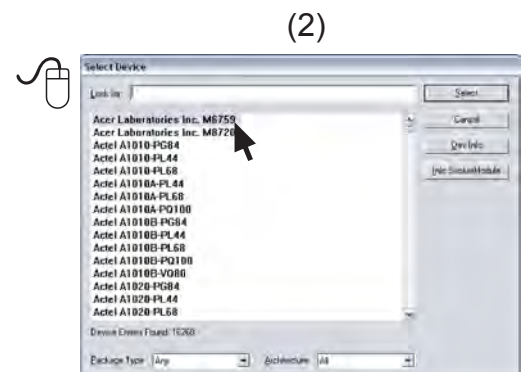 (2)
Select Device
Look for:
Select
Acer Laboratories Inc. M6759
Cancel
Acer Laboratories Inc. M8720
Actel A1010-PG84
Dev Info
Actel A1010-PL44
Actel A1010-PL68
Actel A1010A-PL44
Actel A1010A-PL68
Actel A1010A-PQ100
Actel A1010B-PG84
Actel A1010B-PL44
Actel A1010B-PL68
Actel A1010B-PQ100
Actel A1010B-VQ80
Actel A1020-PG84
Actel A1020-PL44
Actel A1020-PL68
Device Entries Found: 16268
Package Type Any Architecture All